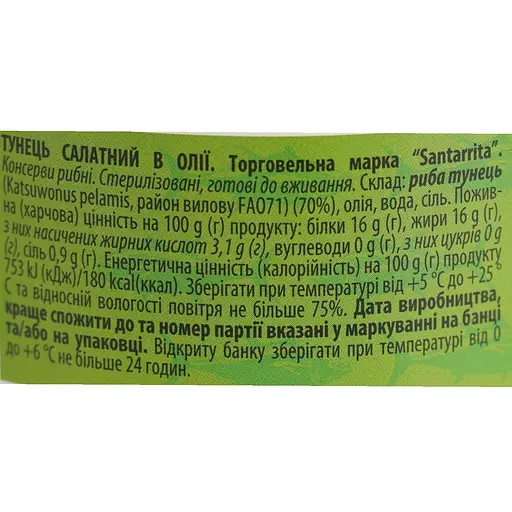 ТУНЕЦЬ САЛАТНИЙ В ОЛІЇ. Торговельна марка "Santarrita".
Консерви рибні. Стерилізовані, готові до вживання. Склад: риба тунець
(Katsuwonus pelamis, район вилову FAO71) (70%), олія, вода, сіль. Пожив-
на (харчова) цінність на 100 g (г) продукту: білки 16 g (г), жири 16 g (г),
з них насичених жирних кислот 3,1 g (г), вуглеводи 0 g (г), з них цукрів 0 g
(г), сіль 0,9 g (г). Енергетична цінність (калорійність) на 100 g (г) продукту
753 kJ (кДж)/180 kcal(ккал). Зберігати при температурі від +5 °C до +25°
C та відносній вологості повітря не більше 75%. Дата виробництва,
краще спожити до та номер партії вказані у маркуванні на банці
та/або на упаковці. Відкриту банку зберігати при температурі від 0
до +6 °C не більше 24 годин.